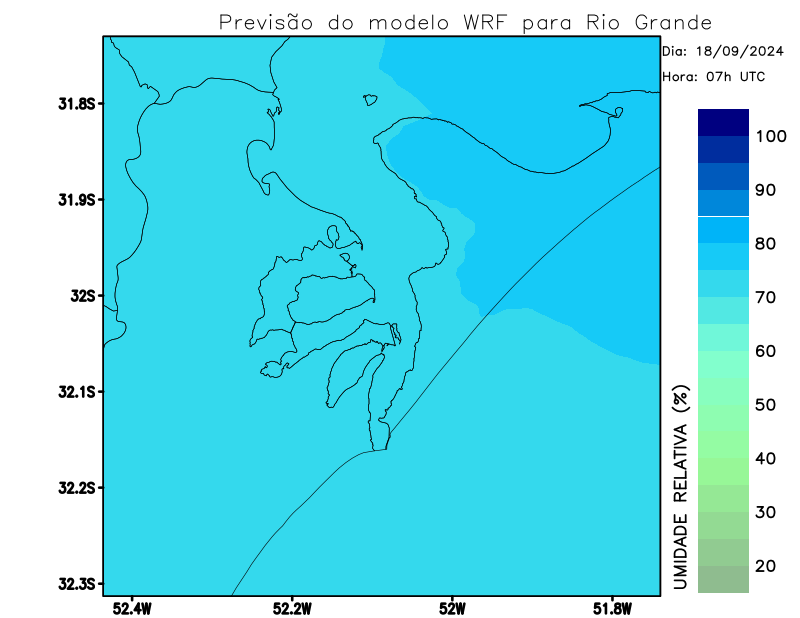 Previsão do modelo WRF para Rio Grande
Dia: 18/09/2024
Hora: 07h UTC
31.8S
31.9S
32S
32.1S
32.2S
32.3S
52.4W
52.2W
52W
51.8W
UMIDADE RELATIVA (%)
100
90
80
70
60
50
40
30
20